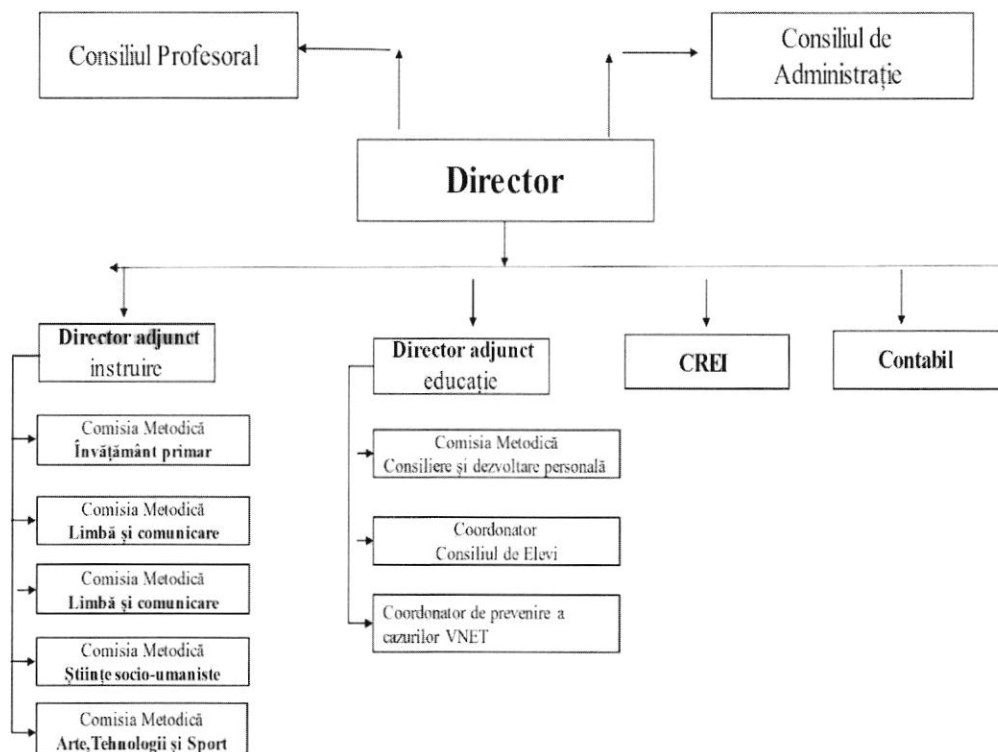 Consiliul Profesoral
Consiliul de
Administrație
Director
Director adjunct
instruire
Comisia Metodică
Învățământ primar
Comisia Metodică
Limbă și comunicare
Comisia Metodică
Limbă și comunicare
Comisia Metodică
Științe socio-umaniste
Comisia Metodică
Arte,Tehnologii și Sport
Director adjunct
educație
Comisia Metodică
Consiliere și dezvoltare personală
Coordonator
Consiliul de Elevi
Coordonator de prevenire a
cazurilor VNET
CREI
Contabil